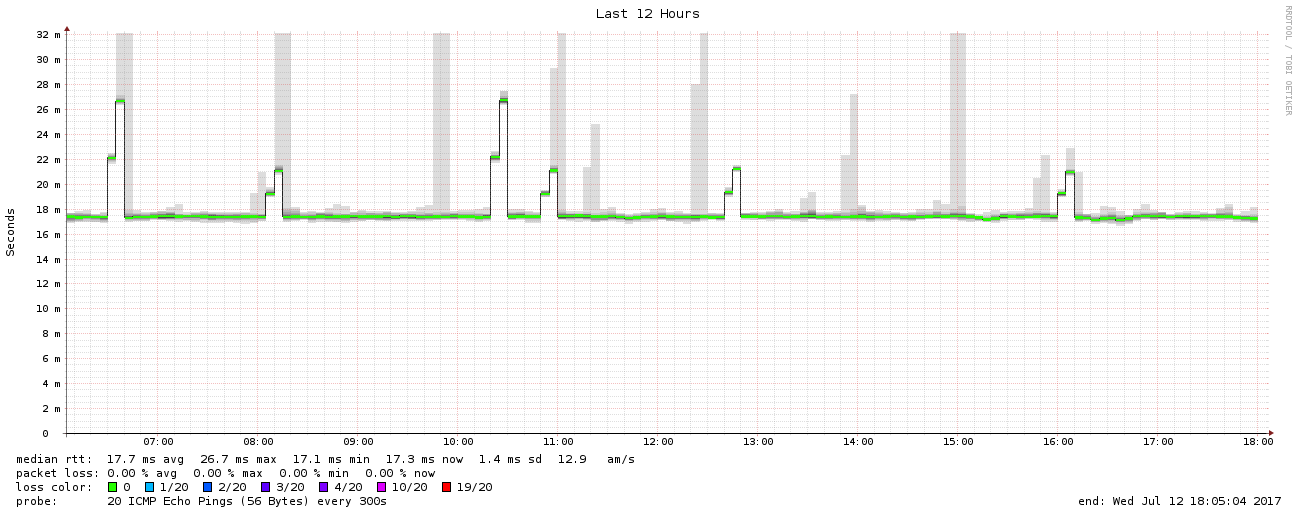 Last 12 Hours
RRDTOOL / TOBI OETIKER
Seconds
32 m
30 m
28 m
26 m
24 m
22 m
20 m
18 m
16 m
14 m
12 m
10 m
8 m
6 m
4 m
2 m
0
07:00 08:00 09:00 10:00 11:00 12:00 13:00 14:00 15:00 16:00 17:00 18:00
median rtt: 17.7 ms avg 26.7 ms max 17.1 ms min 17.3 ms now 1.4 ms sd 12.9 am/s
packet loss: 0.00 % avg 0.00 % max 0.00 % min 0.00 % now
loss color: 0 1/20 2/20 3/20 4/20 10/20 19/20
probe: 20 ICMP Echo Pings (56 Bytes) every 300s end: Wed Jul 12 18:05:04 2017